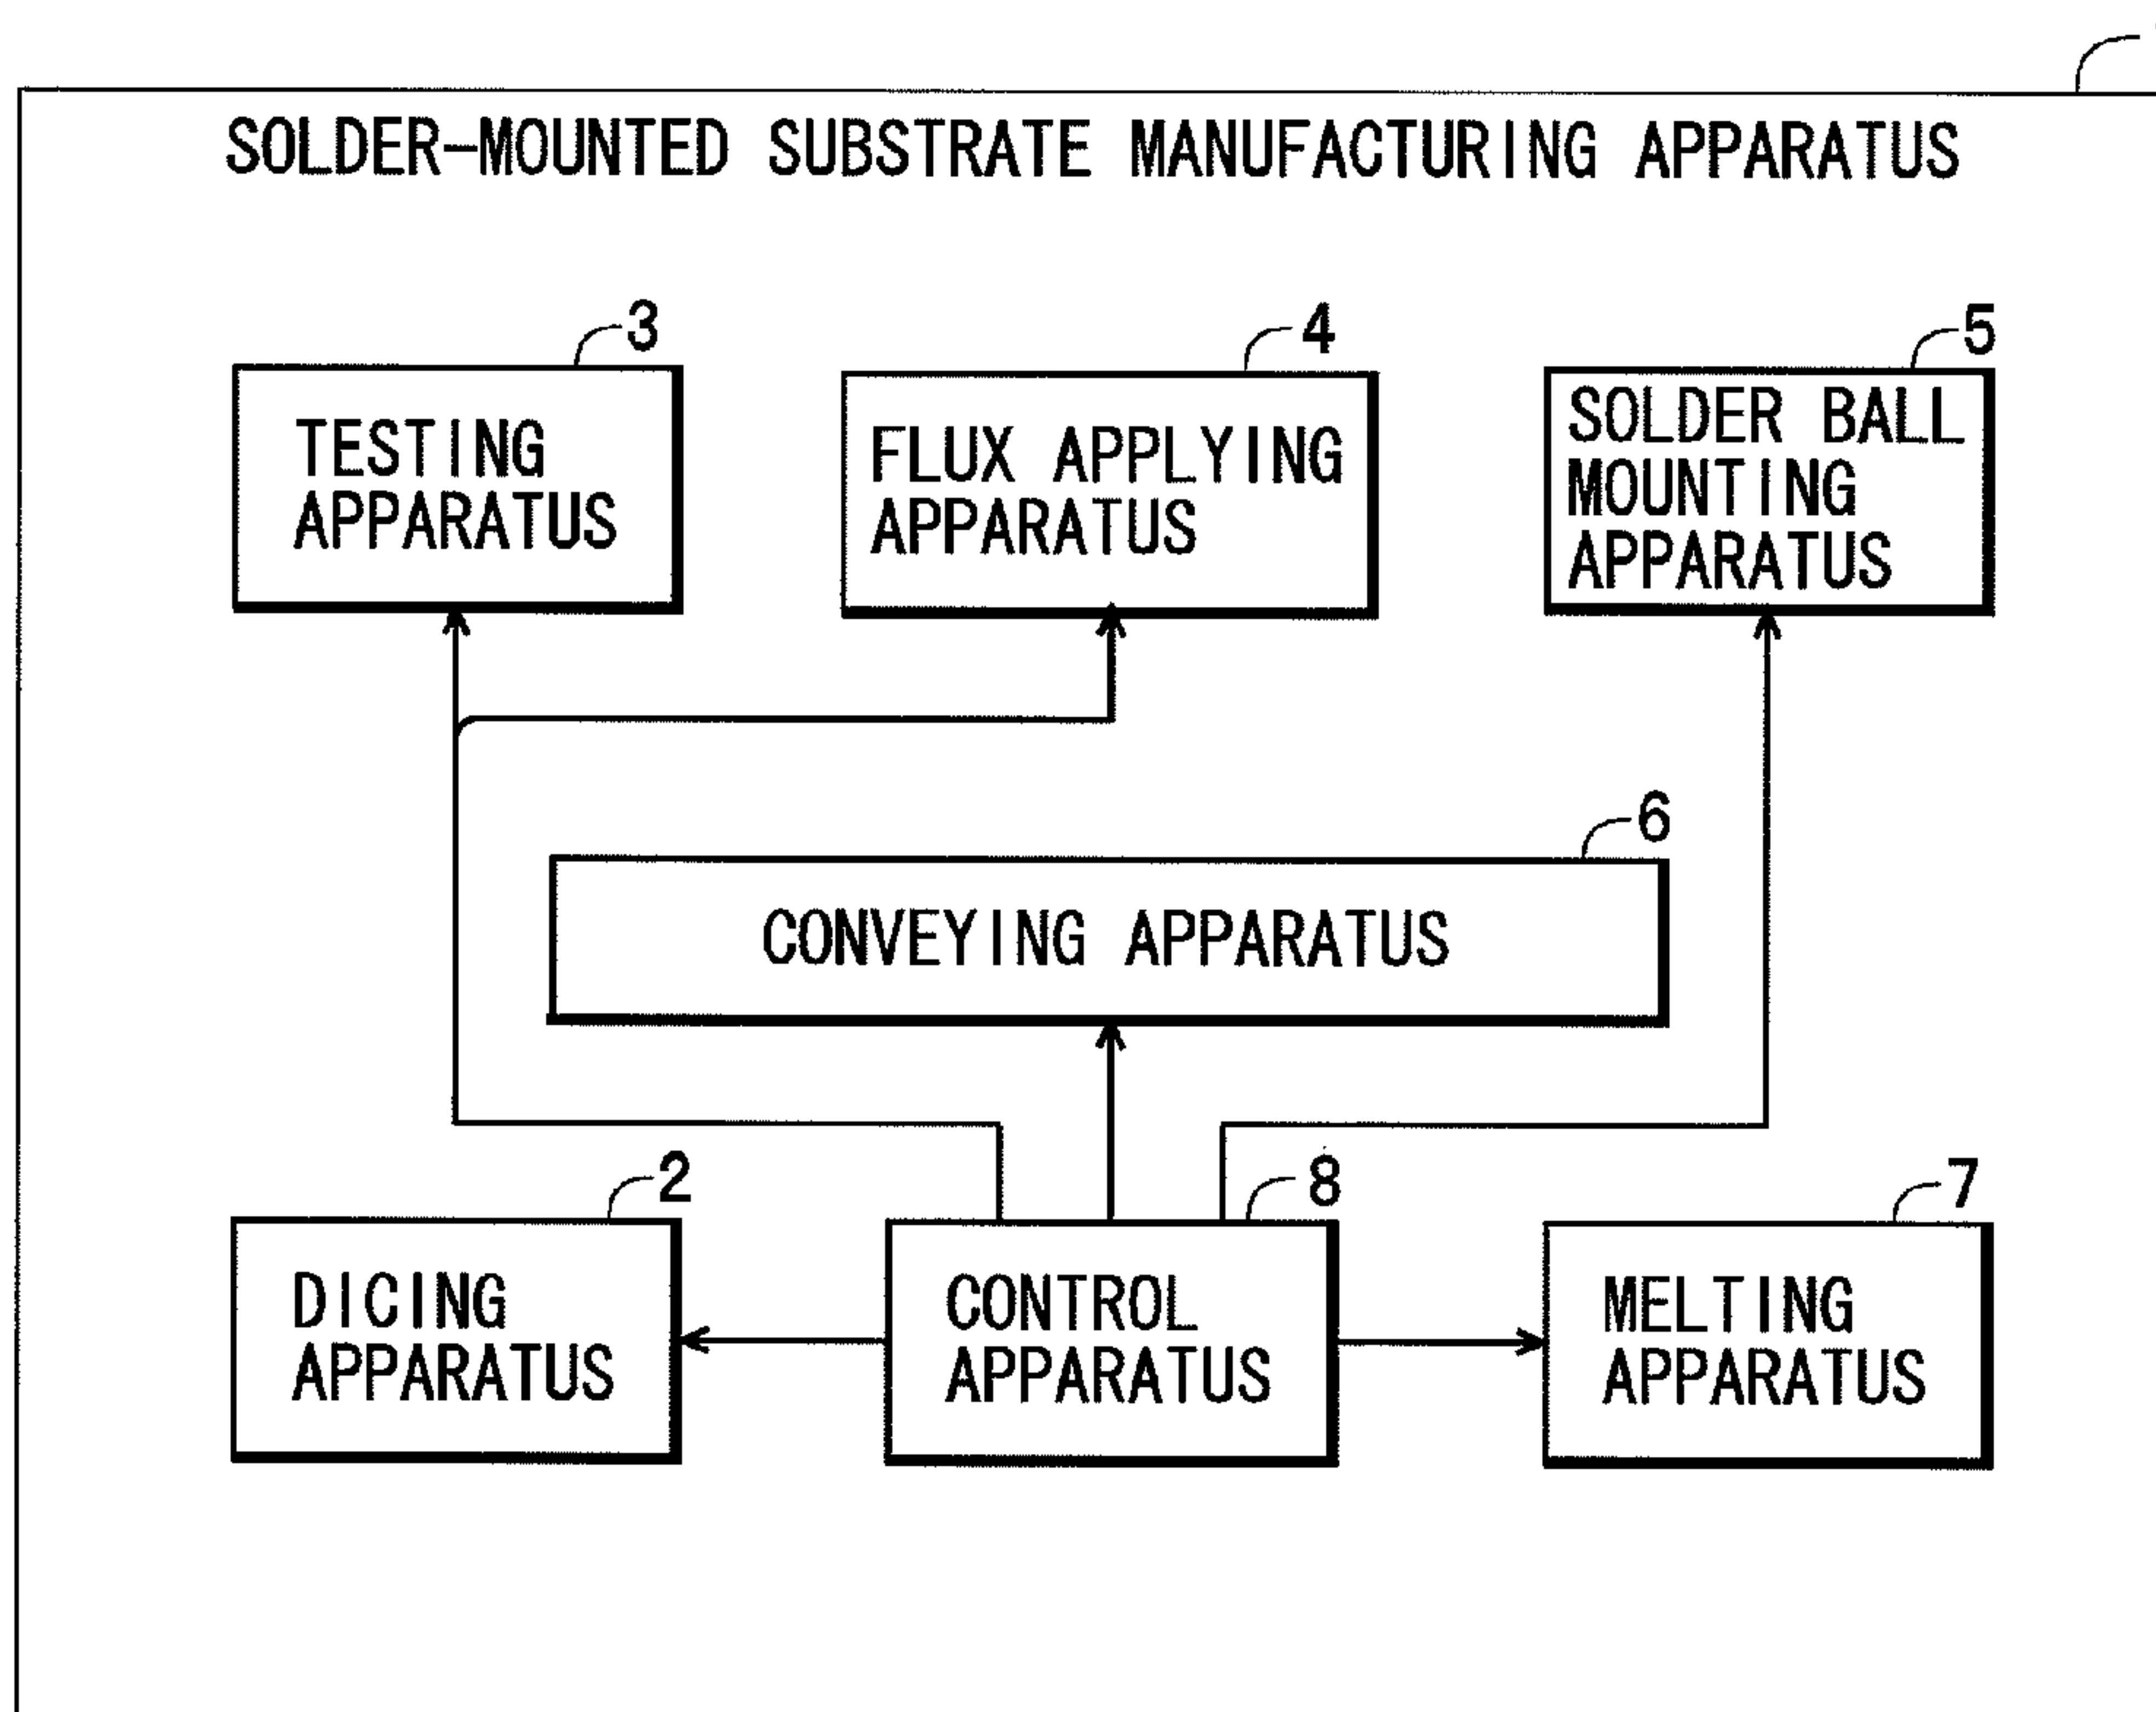 SOLDER-MOUNTED SUBSTRATE MANUFACTURING APPARATUS
3
TESTING
APPARATUS
4
FLUX APPLYING
APPARATUS
5
SOLDER BALL
MOUNTING
APPARATUS
6
CONVEYING APPARATUS
2
DICING
APPARATUS
8
CONTROL
APPARATUS
7
MELTING
APPARATUS